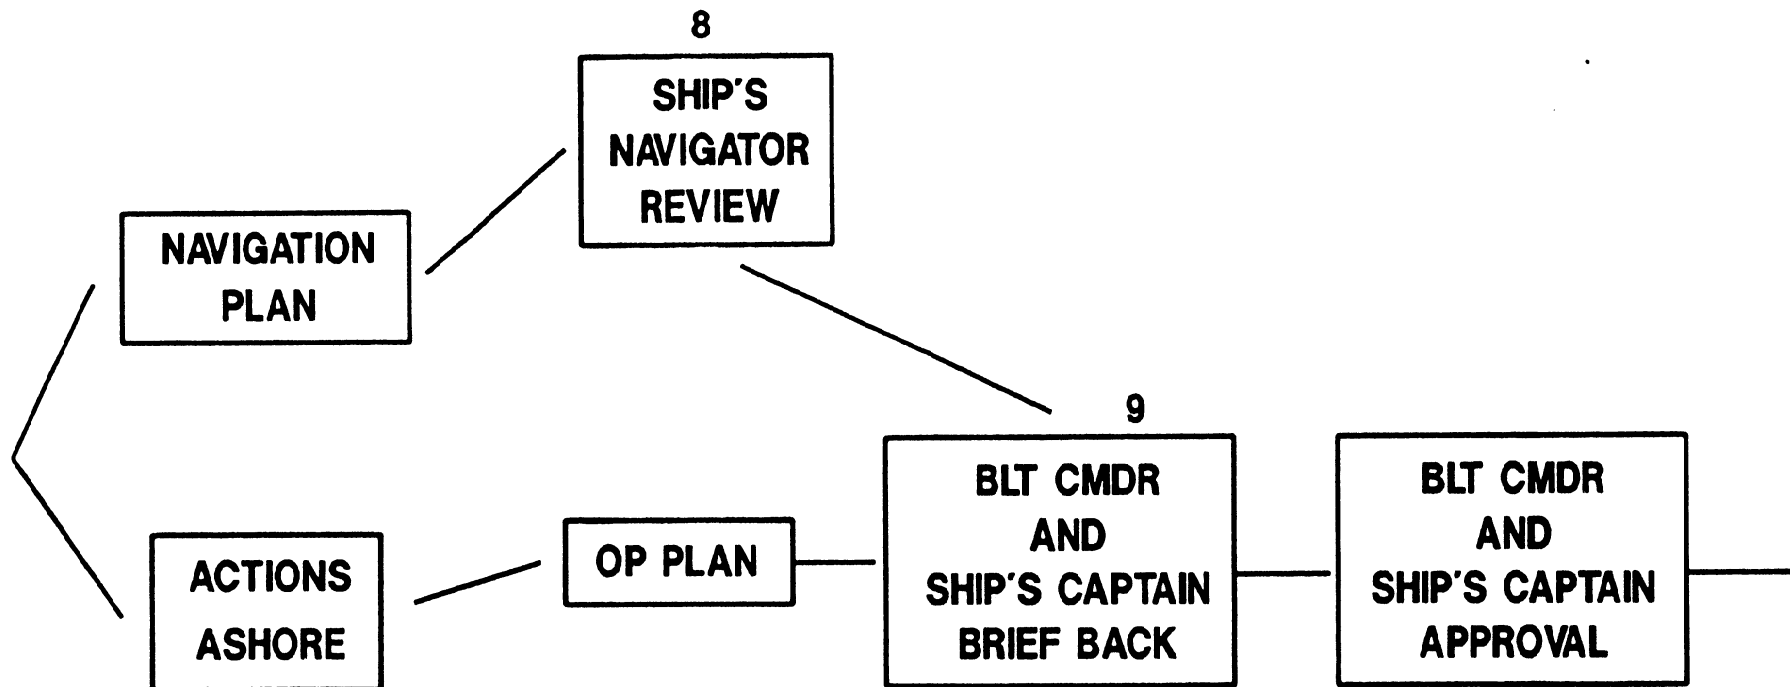 8
SHIP'S
NAVIGATOR
REVIEW
NAVIGATION
PLAN
9
BLT CMDR
AND
SHIP'S CAPTAIN
BRIEF BACK
BLT CMDR
AND
SHIP'S CAPTAIN
APPROVAL
OP PLAN
ACTIONS
ASHORE